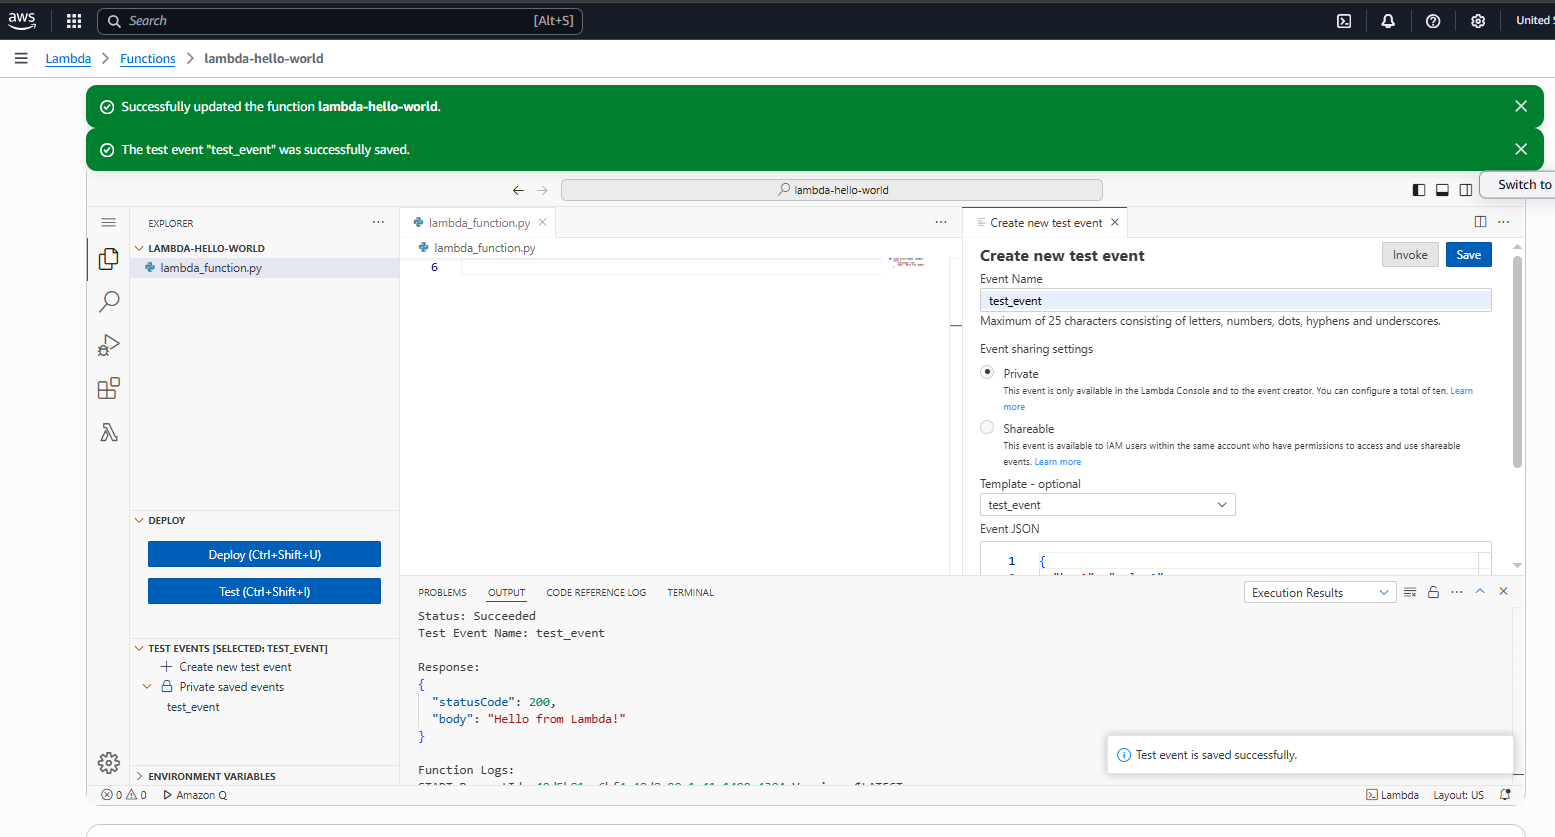 aws
Search [Alt+S]
United S
Lambda > Functions > lambda-hello-world
Successfully updated the function lambda-hello-world.
The test event "test_event" was successfully saved.
lambda-hello-world
Switch to
EXPLORER
LAMBDA-HELLO-WORLD
lambda_function.py
DEPLOY
Deploy (Ctrl+Shift+U)
Test (Ctrl+Shift+I)
TEST EVENTS [SELECTED: TEST_EVENT]
Create new test event
Private saved events
test_event
ENVIRONMENT VARIABLES
lambda_function.py
lambda_function.py
6
Create new test event
Create new test event
Invoke
Save
Event Name
test_event
Maximum of 25 characters consisting of letters, numbers, dots, hyphens and underscores.
Event sharing settings
Private
This event is only available in the Lambda Console and to the event creator. You can configure a total of ten. Learn
more
Shareable
This event is available to IAM users within the same account who have permissions to access and use shareable
events. Learn more
Template - optional
test_event
Event JSON
1 {
PROBLEMS OUTPUT CODE REFERENCE LOG TERMINAL
Execution Results
Status: Succeeded
Test Event Name: test_event
Response:
{
"statusCode": 200,
"body": "Hello from Lambda!"
}
Function Logs:
Test event is saved successfully.
0 0 Amazon Q
Lambda Layout: US